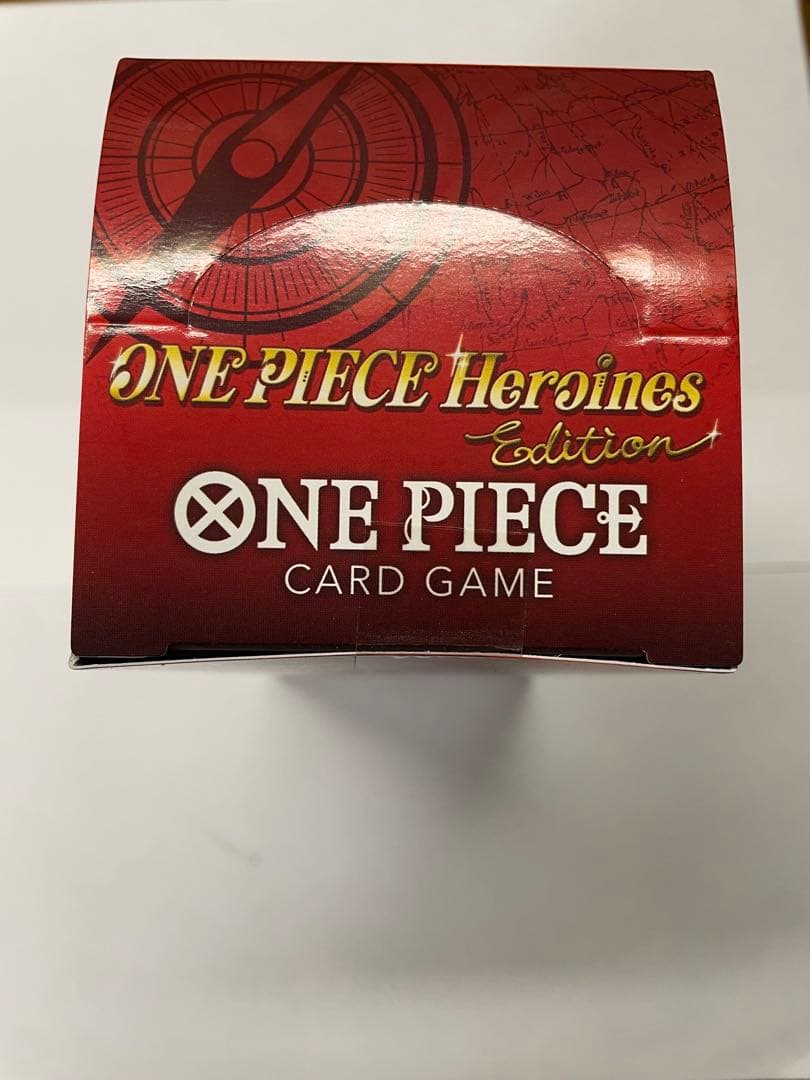 ONE PIECE Heroines
Edition
ONE PIECE
CARD GAME